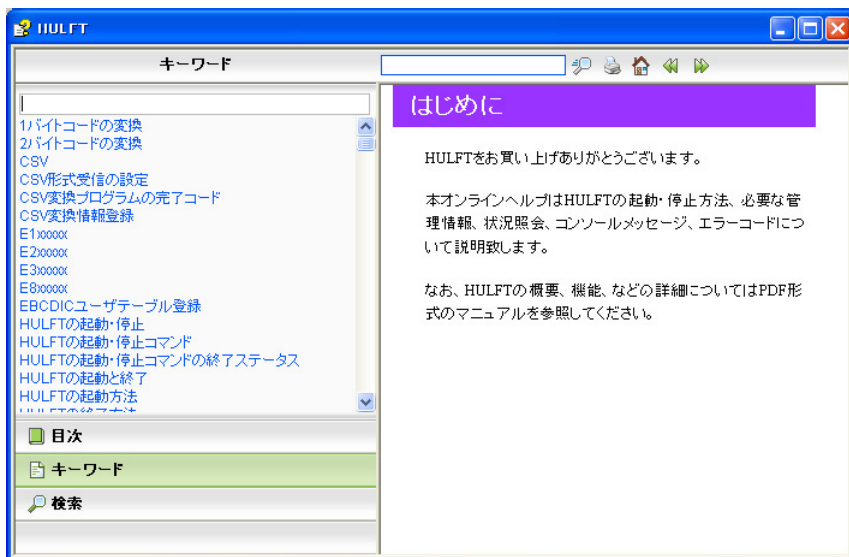 HULFT
キーワード
1バイトコードの変換
2バイトコードの変換
CSV
CSV形式受信の設定
CSV変換プログラムの完了コード
CSV変換情報登録
E1xxxxx
E2xxxxx
E3xxxxx
E8xxxxx
EBCDICユーザテーブル登録
HULFTの起動・停止
HULFTの起動・停止コマンド
HULFTの起動・停止コマンドの終了ステータス
HULFTの起動と終了
HULFTの起動方法
HULFTの終了方法
目次
キーワード
検索
はじめに
HULFTをお買い上げありがとうございます。
本オンラインヘルプはHULFTの起動・停止方法、必要な管
理情報、状況照会、コンソールメッセージ、エラーコードにつ
いて説明致します。
なお、HULFTの概要、機能、などの詳細についてはPDF形
式のマニュアルを参照してください。